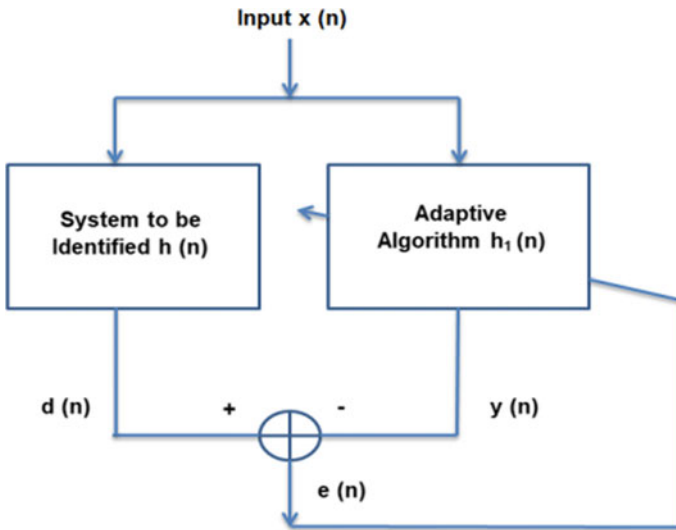 Input x (n)
System to be
Identified h (n)
Adaptive
Algorithm h₁ (n)
d (n)
+
-
y (n)
e (n)